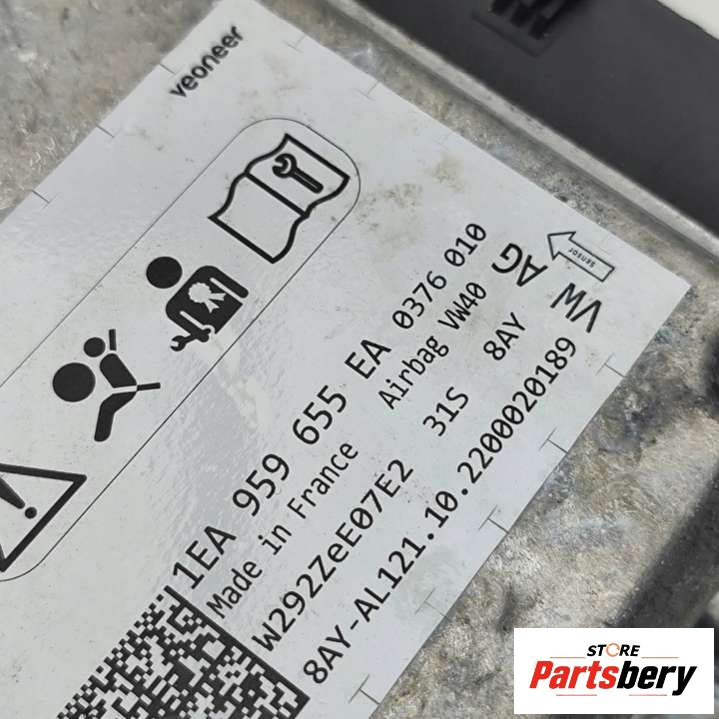 veoneer
SENSOR
VW AG
1EA 959 655 EA 0376 010
Made in France Airbag VW40
W292ZeE07E2 31S 8AY
8AY-AL121.10.2200020189
STORE
Partsbery